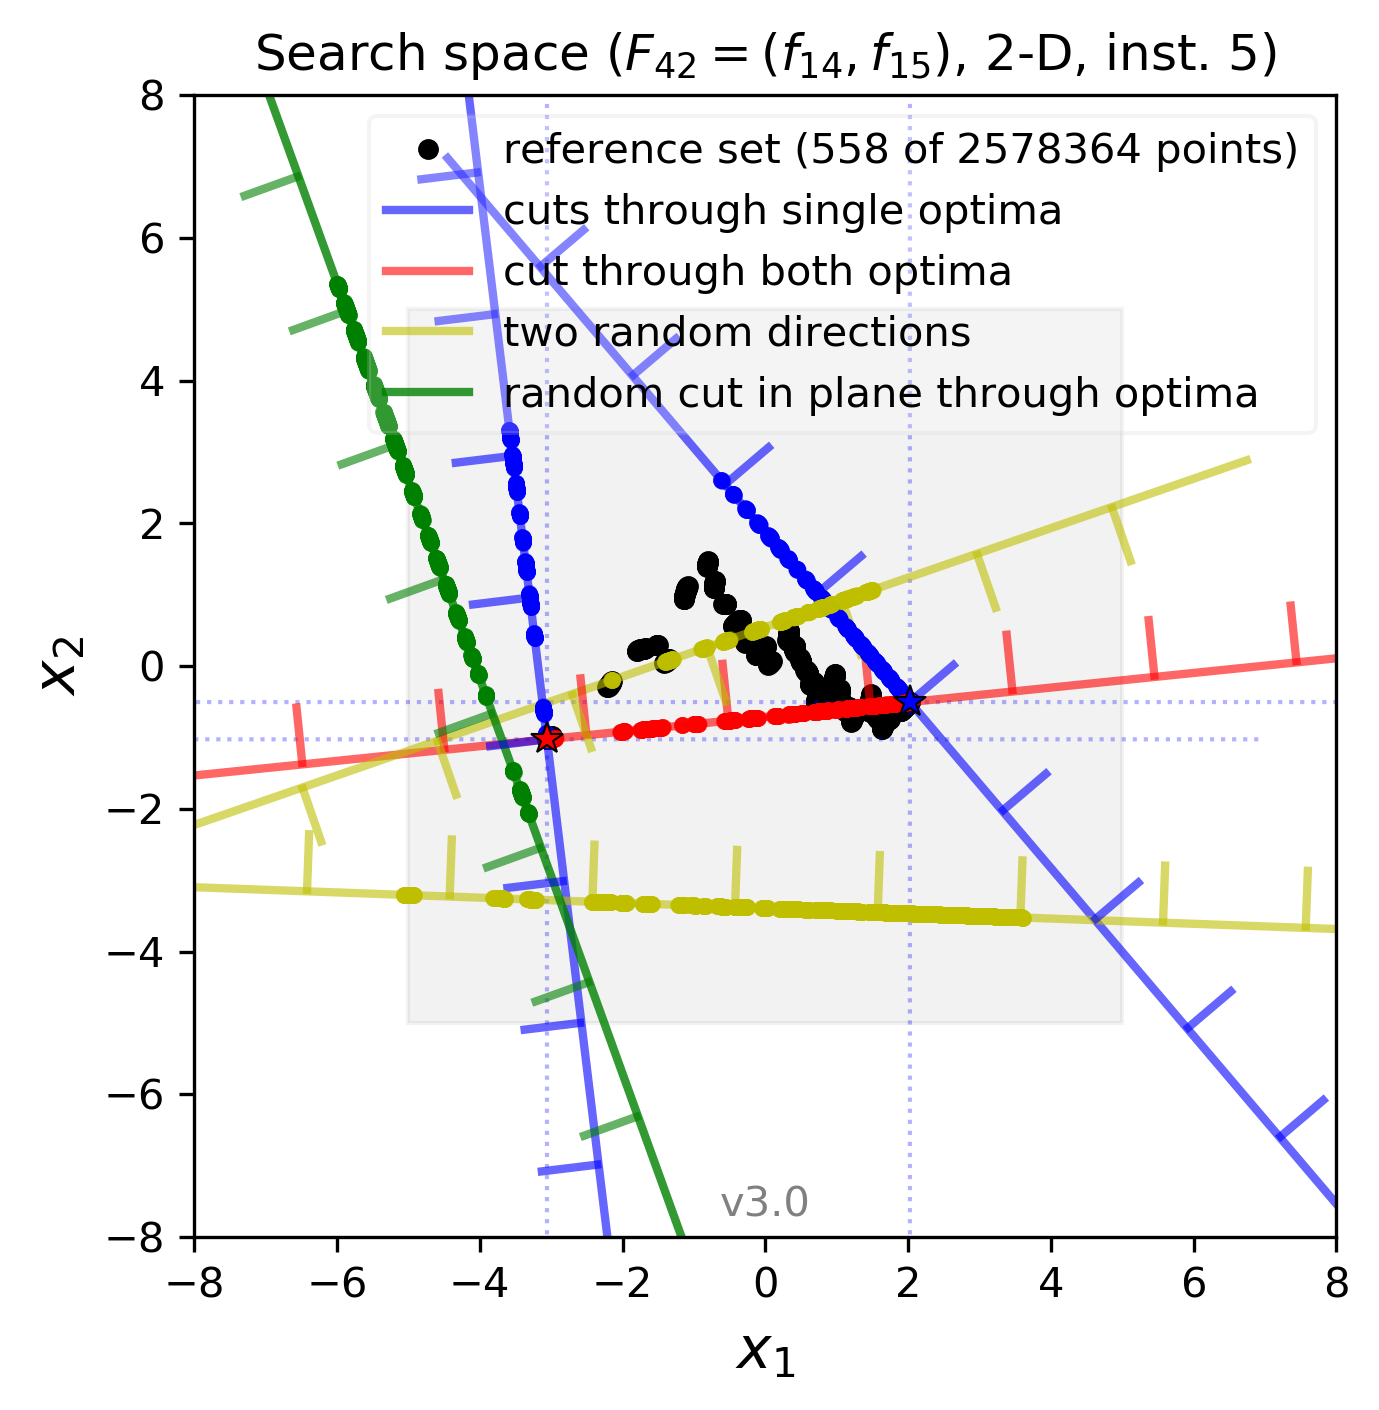 Search space (F42 = (f14, f15), 2-D, inst. 5)
reference set (558 of 2578364 points)
cuts through single optima
cut through both optima
two random directions
random cut in plane through optima
8
6
4
2
0
−2
−4
−6
−8
x2
v3.0
−8 −6 −4 −2 0 2 4 6 8
x1